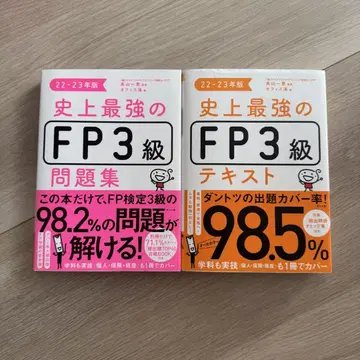 22-23年版
史上最強の
FP3級
問題集
この本だけで、FP検定3級の
98.2%の問題が
解ける!
学科も実技(個人・保険・資産)も1冊でカバー
22-23年版
史上最強の
FP3級
テキスト
ダントツの出題カバー率!
98.5%
学科も実技(個人・保険・資産)も1冊でカバー